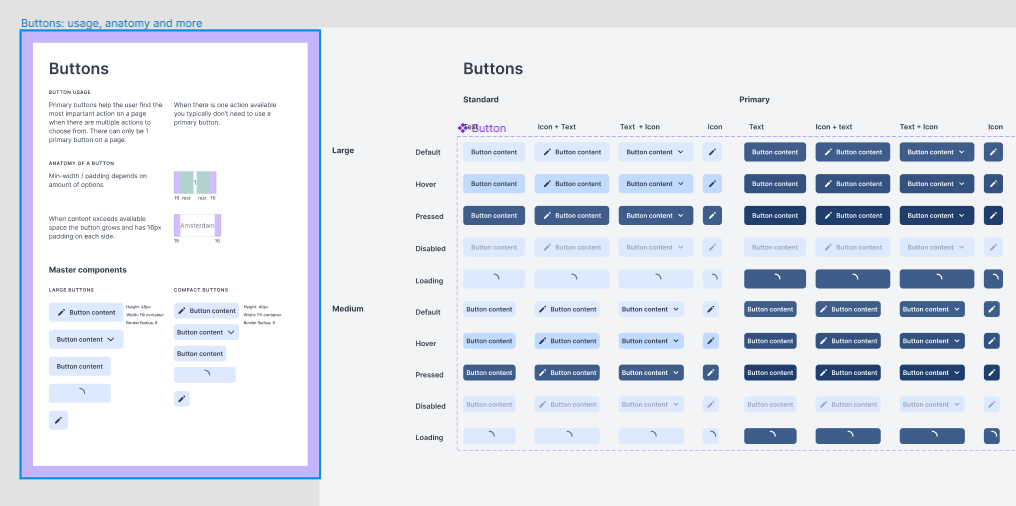 Buttons: usage, anatomy and more
Buttons
BUTTON USAGE
Primary buttons help the user find the
most important action on a page
when there are multiple actions to
choose from. There can only be 1
primary button on a page.
When there is one action available
you typically don't need to use a
primary button.
ANATOMY OF A BUTTON
Min-width / padding depends on
amount of options
16 rest rest 16
When content exceeds available
space the button grows and has 16px
padding on each side.
Amsterdam
16 16
Master components
LARGE BUTTONS
COMPACT BUTTONS
Button content
Height: 48px
Width: Fill container
Border Radius: 6
Button content
Button content
Button content
Height: 40px
Width: Fill container
Border Radius: 6
Button content
Button content
Buttons
Standard
Primary
Button
Text Icon + Text Text + Icon Icon Text Icon + text Text + Icon Icon
Large
Default Button content Button content Button content Button content Button content Button content
Hover Button content Button content Button content Button content Button content Button content
Pressed Button content Button content Button content Button content Button content Button content
Disabled Button content Button content Button content Button content Button content Button content
Loading
Medium
Default Button content Button content Button content Button content Button content Button content
Hover Button content Button content Button content Button content Button content Button content
Pressed Button content Button content Button content Button content Button content Button content
Disabled Button content Button content Button content Button content Button content Button content
Loading